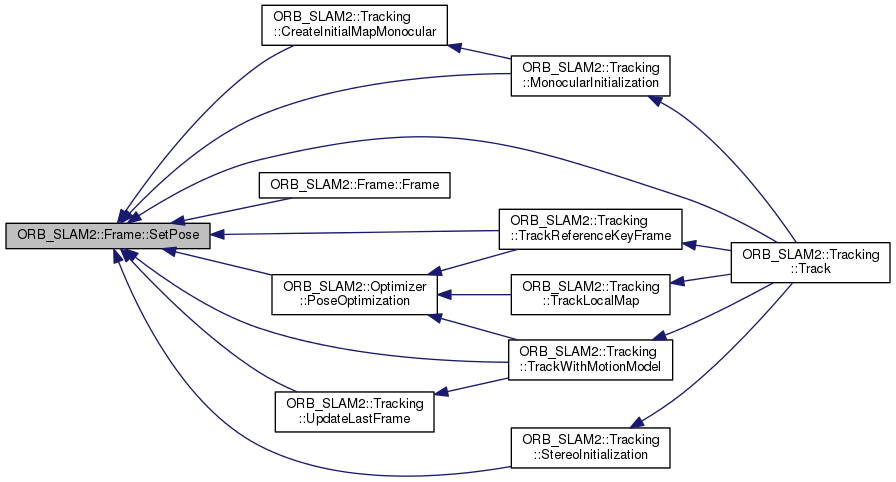 ORB_SLAM2::Tracking
::CreateInitialMapMonocular
ORB_SLAM2::Tracking
::MonocularInitialization
ORB_SLAM2::Frame::Frame
ORB_SLAM2::Frame::SetPose
ORB_SLAM2::Tracking
::TrackReferenceKeyFrame
ORB_SLAM2::Tracking
::Track
ORB_SLAM2::Optimizer
::PoseOptimization
ORB_SLAM2::Tracking
::TrackLocalMap
ORB_SLAM2::Tracking
::TrackWithMotionModel
ORB_SLAM2::Tracking
::UpdateLastFrame
ORB_SLAM2::Tracking
::StereoInitialization